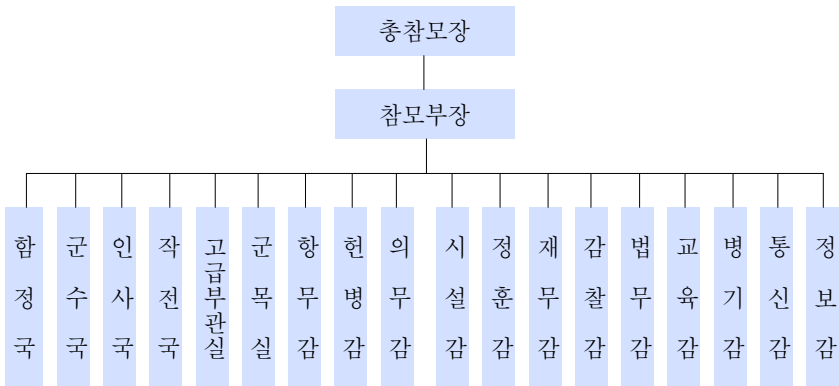 총참모장
참모부장
함정국
군수국
인사국
작전국
고급부관실
군목실
항무감
헌병감
의무감
시설감
정훈감
재무감
감찰감
법무감
교육감
병기감
통신감
정보감